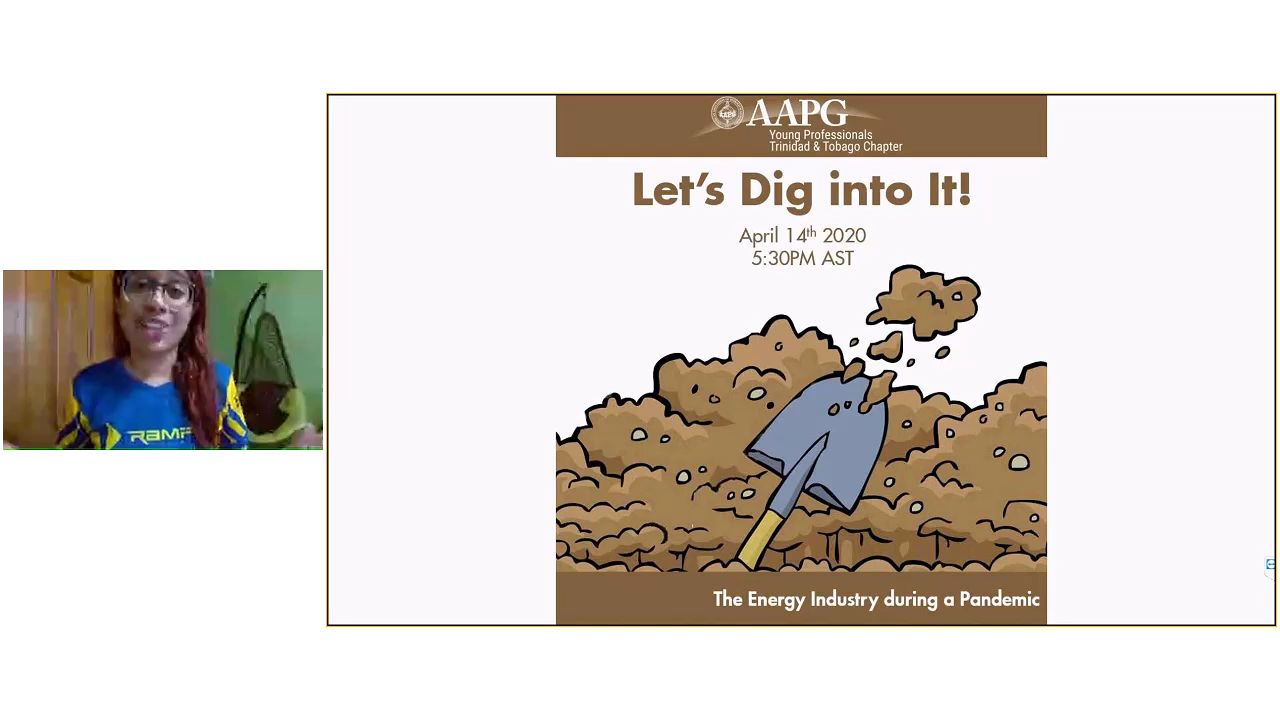 AAPG
Young Professionals
Trinidad & Tobago Chapter
Let's Dig into It!
April 14th 2020
5:30PM AST
The Energy Industry during a Pandemic